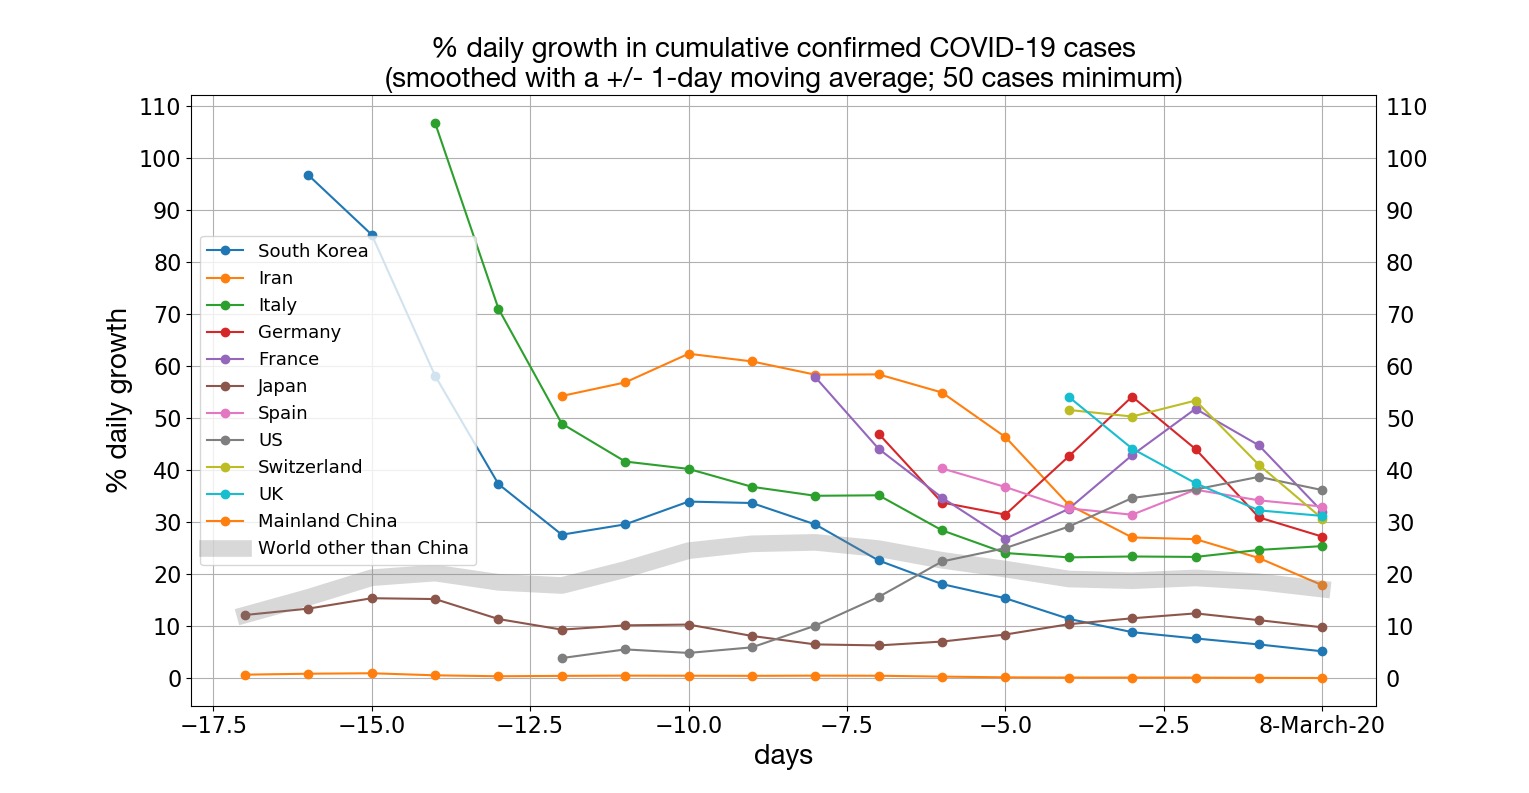 % daily growth in cumulative confirmed COVID-19 cases
(smoothed with a +/- 1-day moving average; 50 cases minimum)
110
100
90
80
70
60
50
40
30
20
10
0
% daily growth
South Korea
Iran
Italy
Germany
France
Japan
Spain
US
Switzerland
UK
Mainland China
World other than China
110
100
90
80
70
60
50
40
30
20
10
0
−17.5 −15.0 −12.5 −10.0 −7.5 −5.0 −2.5 8-March-20
days